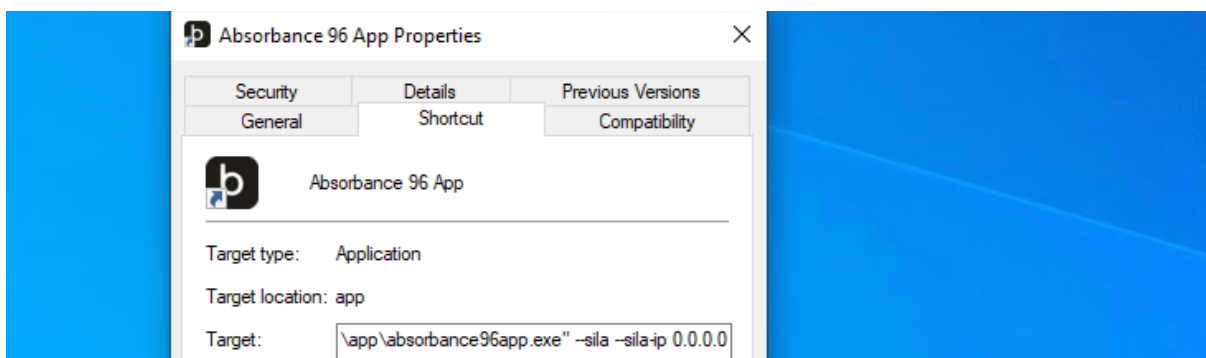 Absorbance 96 App Properties
Security Details Previous Versions
General Shortcut Compatibility
Absorbance 96 App
Target type: Application
Target location: app
Target: \app\absorbance96app.exe" --sila --sila-ip 0.0.0.0